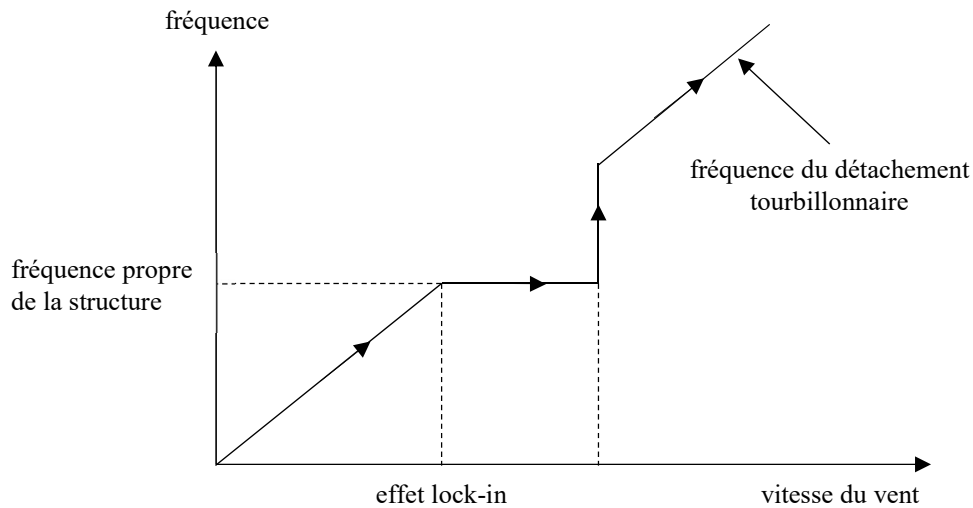 fréquence
fréquence du détachement
tourbillonnaire
fréquence propre
de la structure
effet lock-in
vitesse du vent